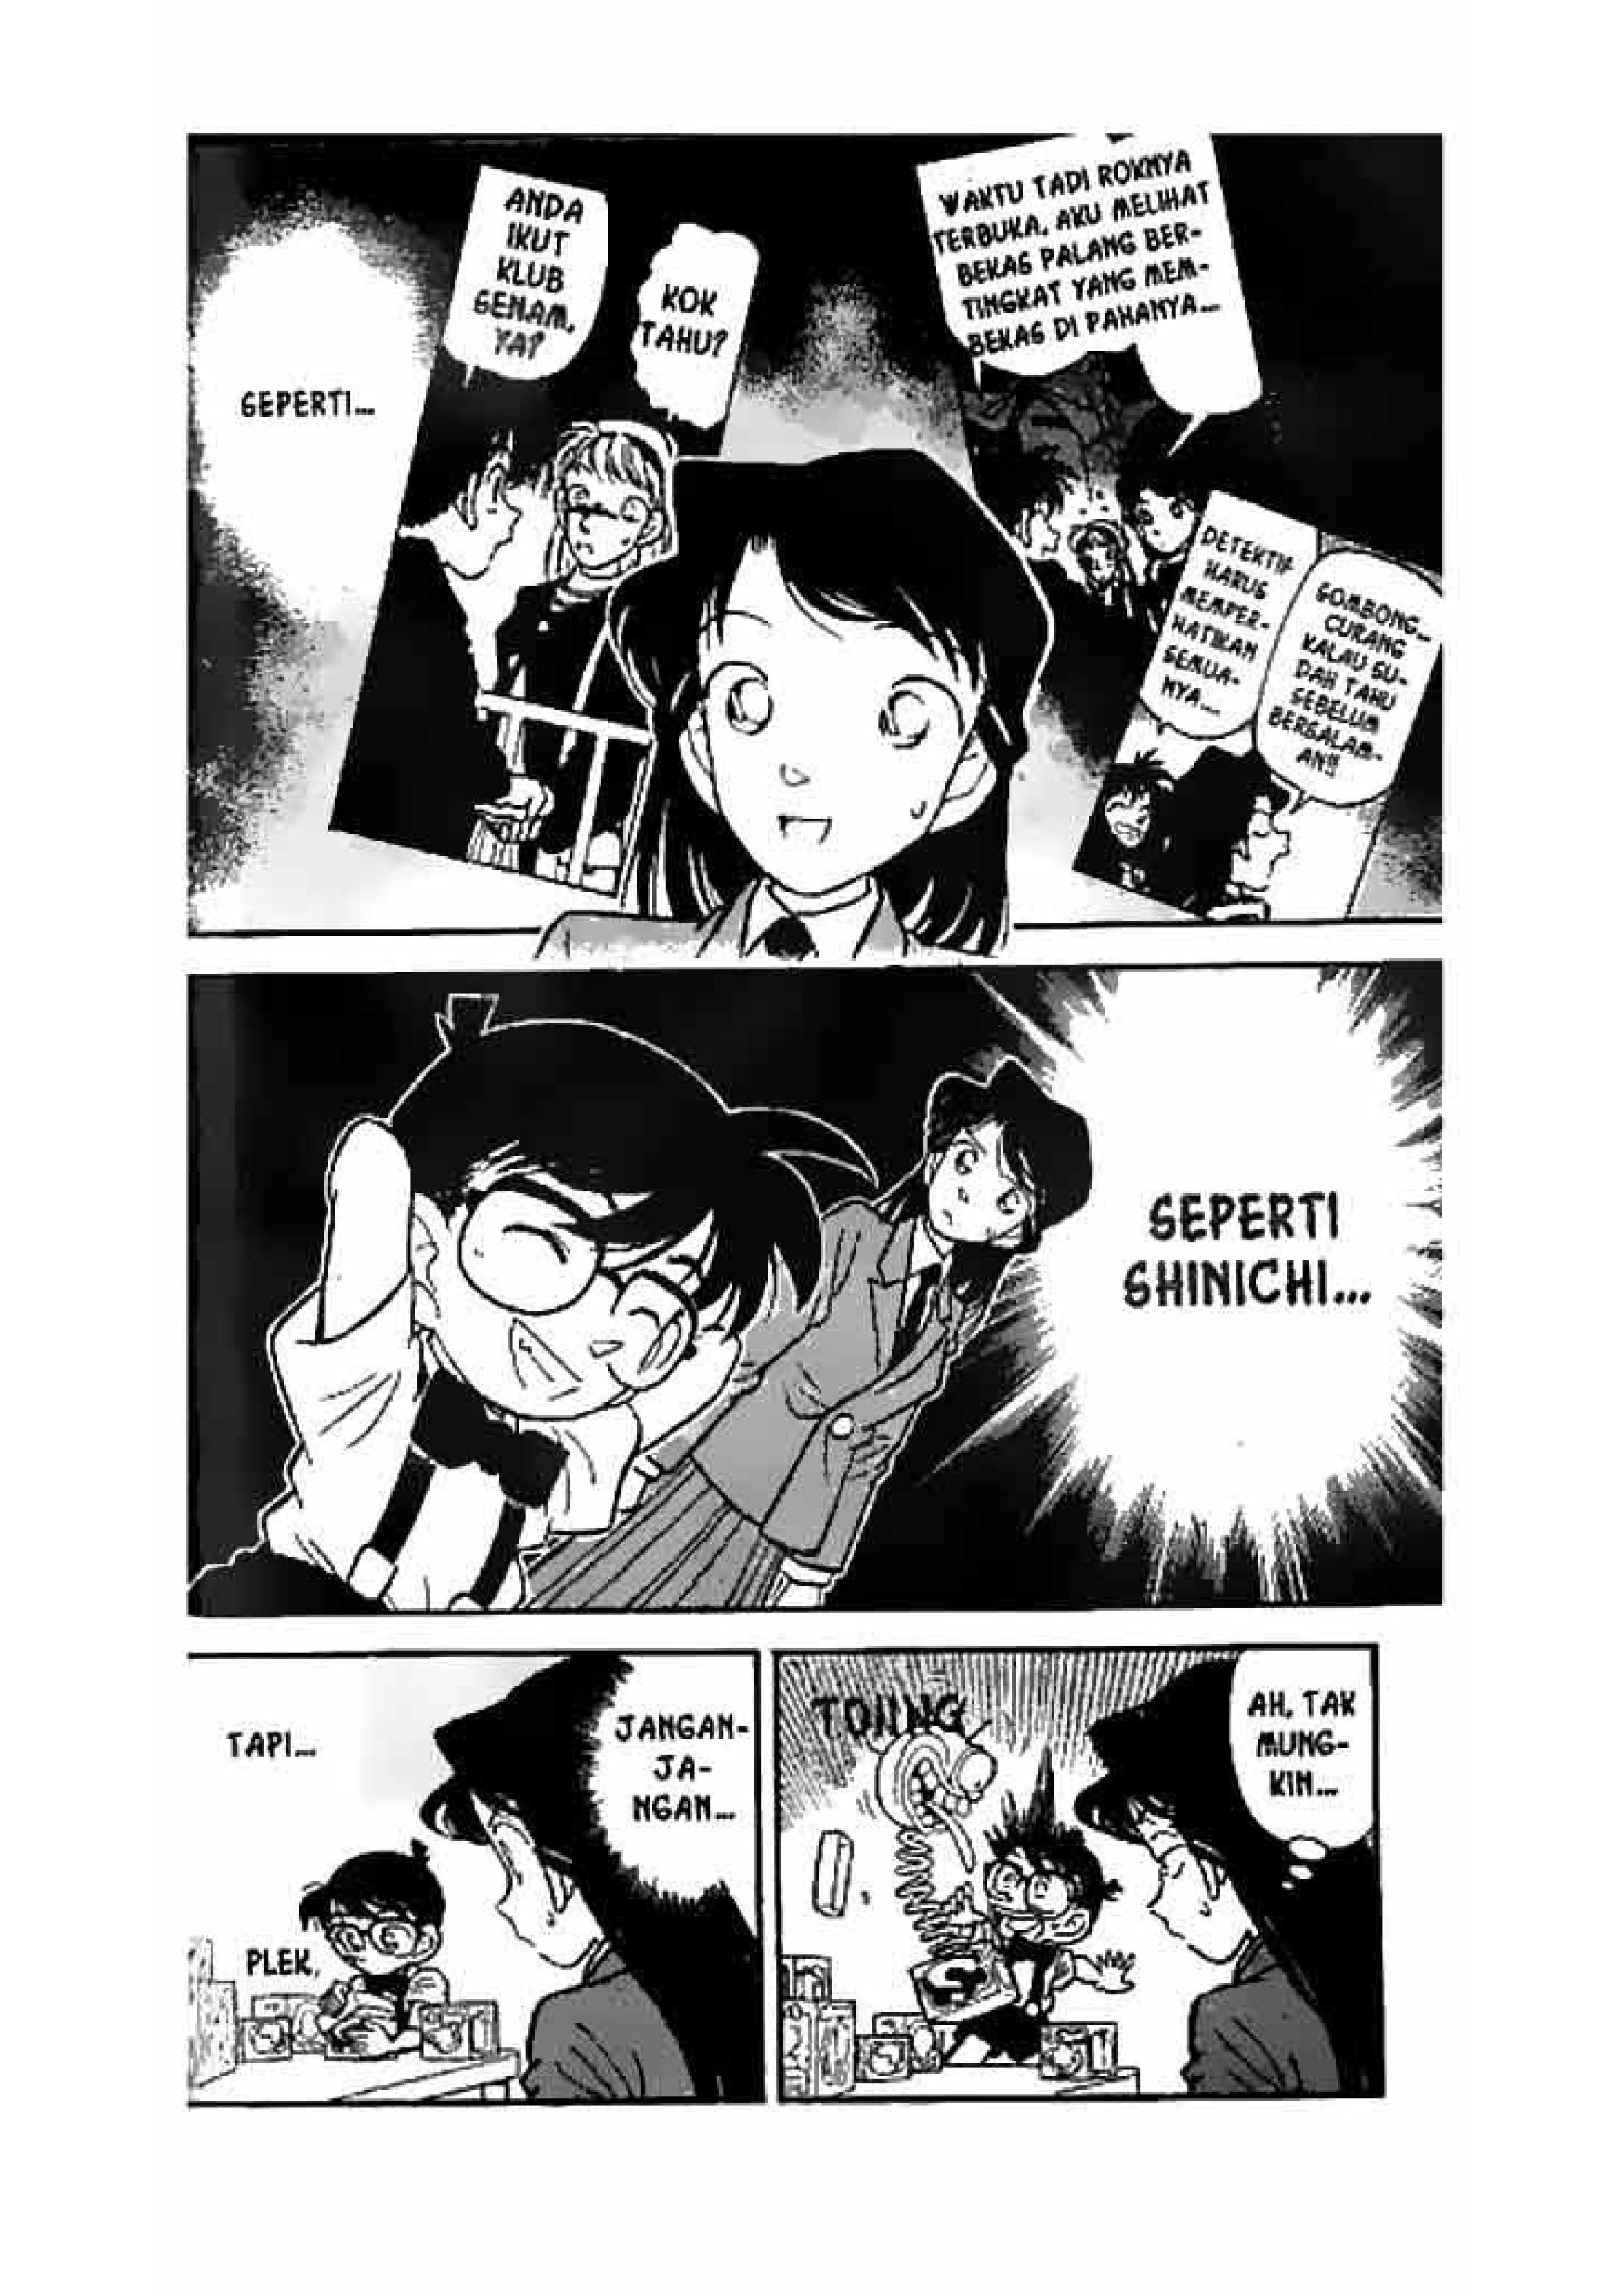 WAKTU TADI ROKNYA
TERBUKA, AKU MELIHAT
BEKAS PALANG BER-
TINGKAT YANG MEM-
BEKAS DI PAHANYA...
KOK
TAHU?
ANDA
IKUT
KLUB
SENAM,
YA?
SEPERTI...
SOMBONG...
CURANG
KALAU SU-
DAH TAHU
SEBELUM
BERSALAM-
AN!!
DETEKTIF
HARUS
MEMPER-
HATIKAN
SEMUA-
NYA...
SEPERTI
SHINICHI...
AH, TAK
MUNG-
KIN...
TOIING
JANGAN-
JA-
NGAN...
TAPI...
PLEK,